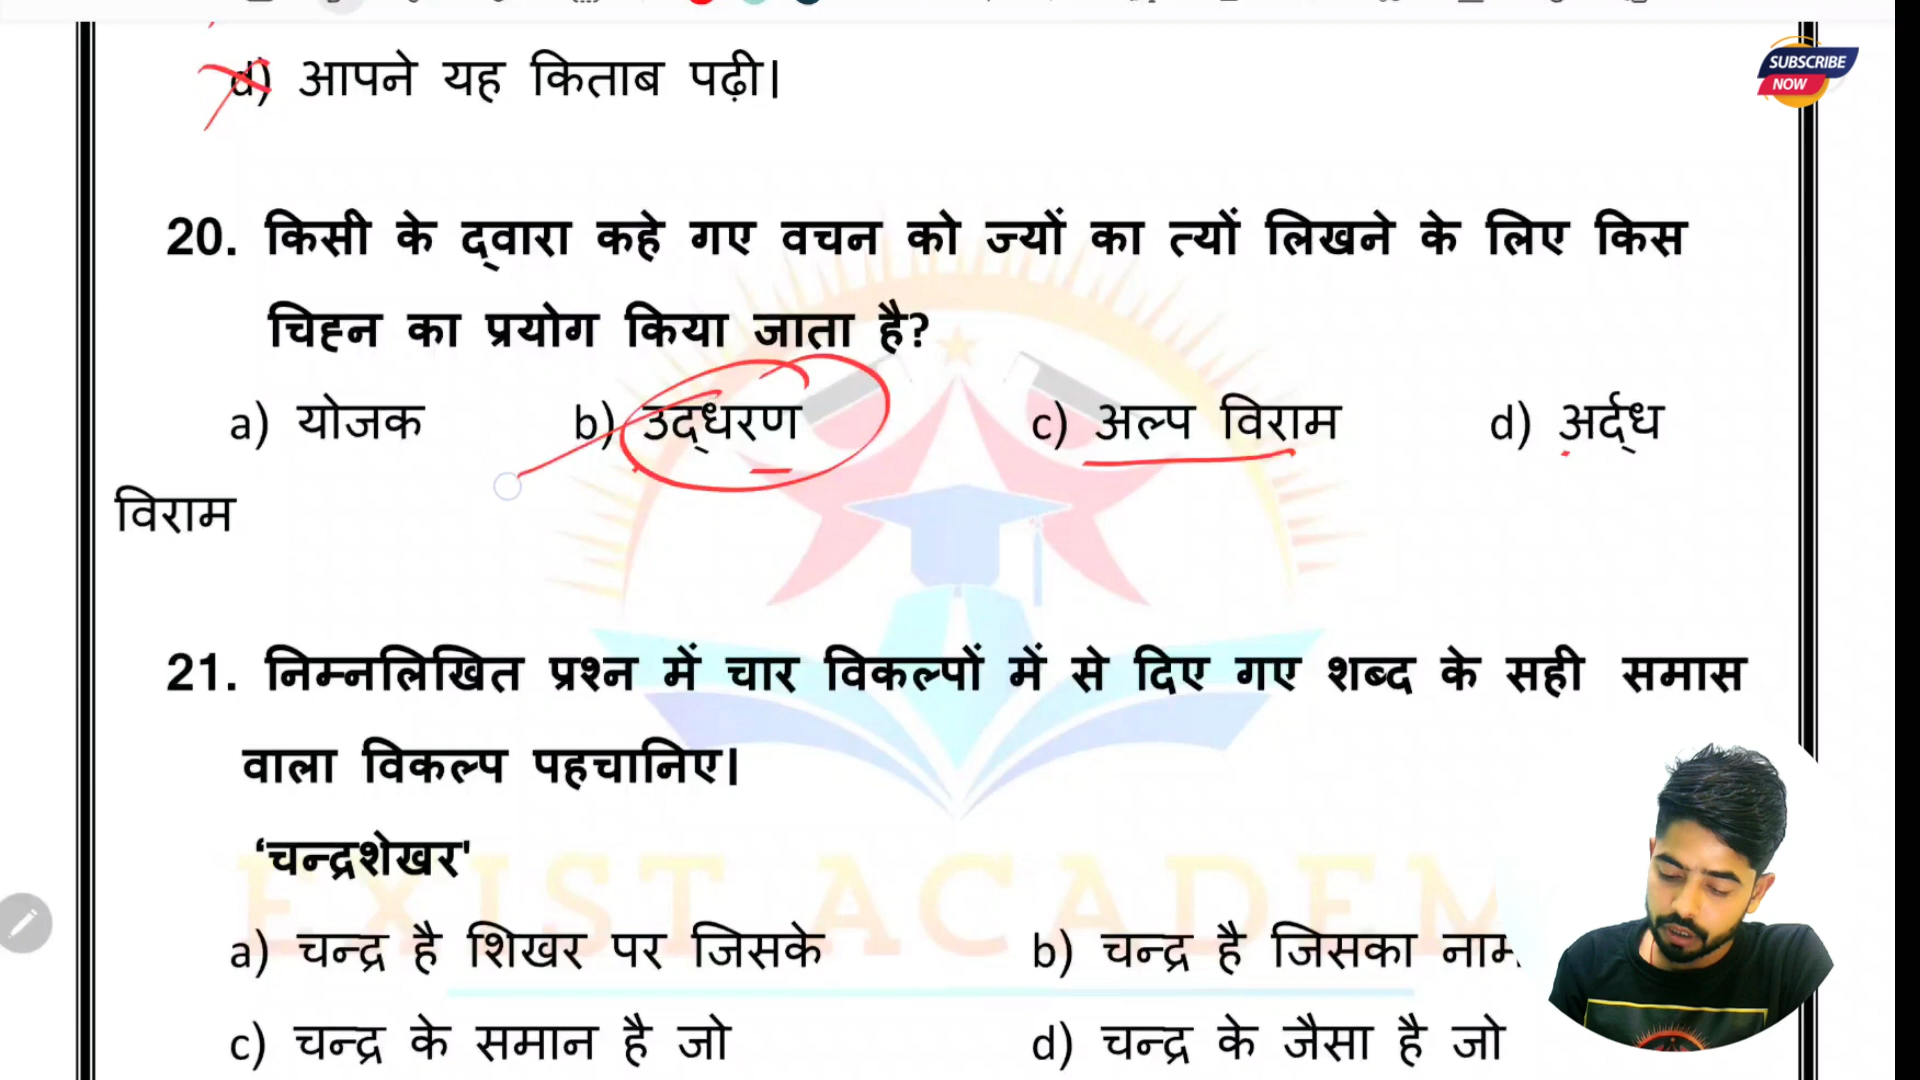 SUBSCRIBE
NOW
d) आपने यह किताब पढ़ी।
20. किसी के द्वारा कहे गए वचन को ज्यों का त्यों लिखने के लिए किस
चिह्न का प्रयोग किया जाता है?
a) योजक b) उद्धरण c) अल्प विराम d) अर्द्ध
विराम
21. निम्नलिखित प्रश्न में चार विकल्पों में से दिए गए शब्द के सही समास
वाला विकल्प पहचानिए।
‘चन्द्रशेखर'
EXIST ACADEM
a) चन्द्र है शिखर पर जिसके b) चन्द्र है जिसका नाम
c) चन्द्र के समान है जो d) चन्द्र के जैसा है जो